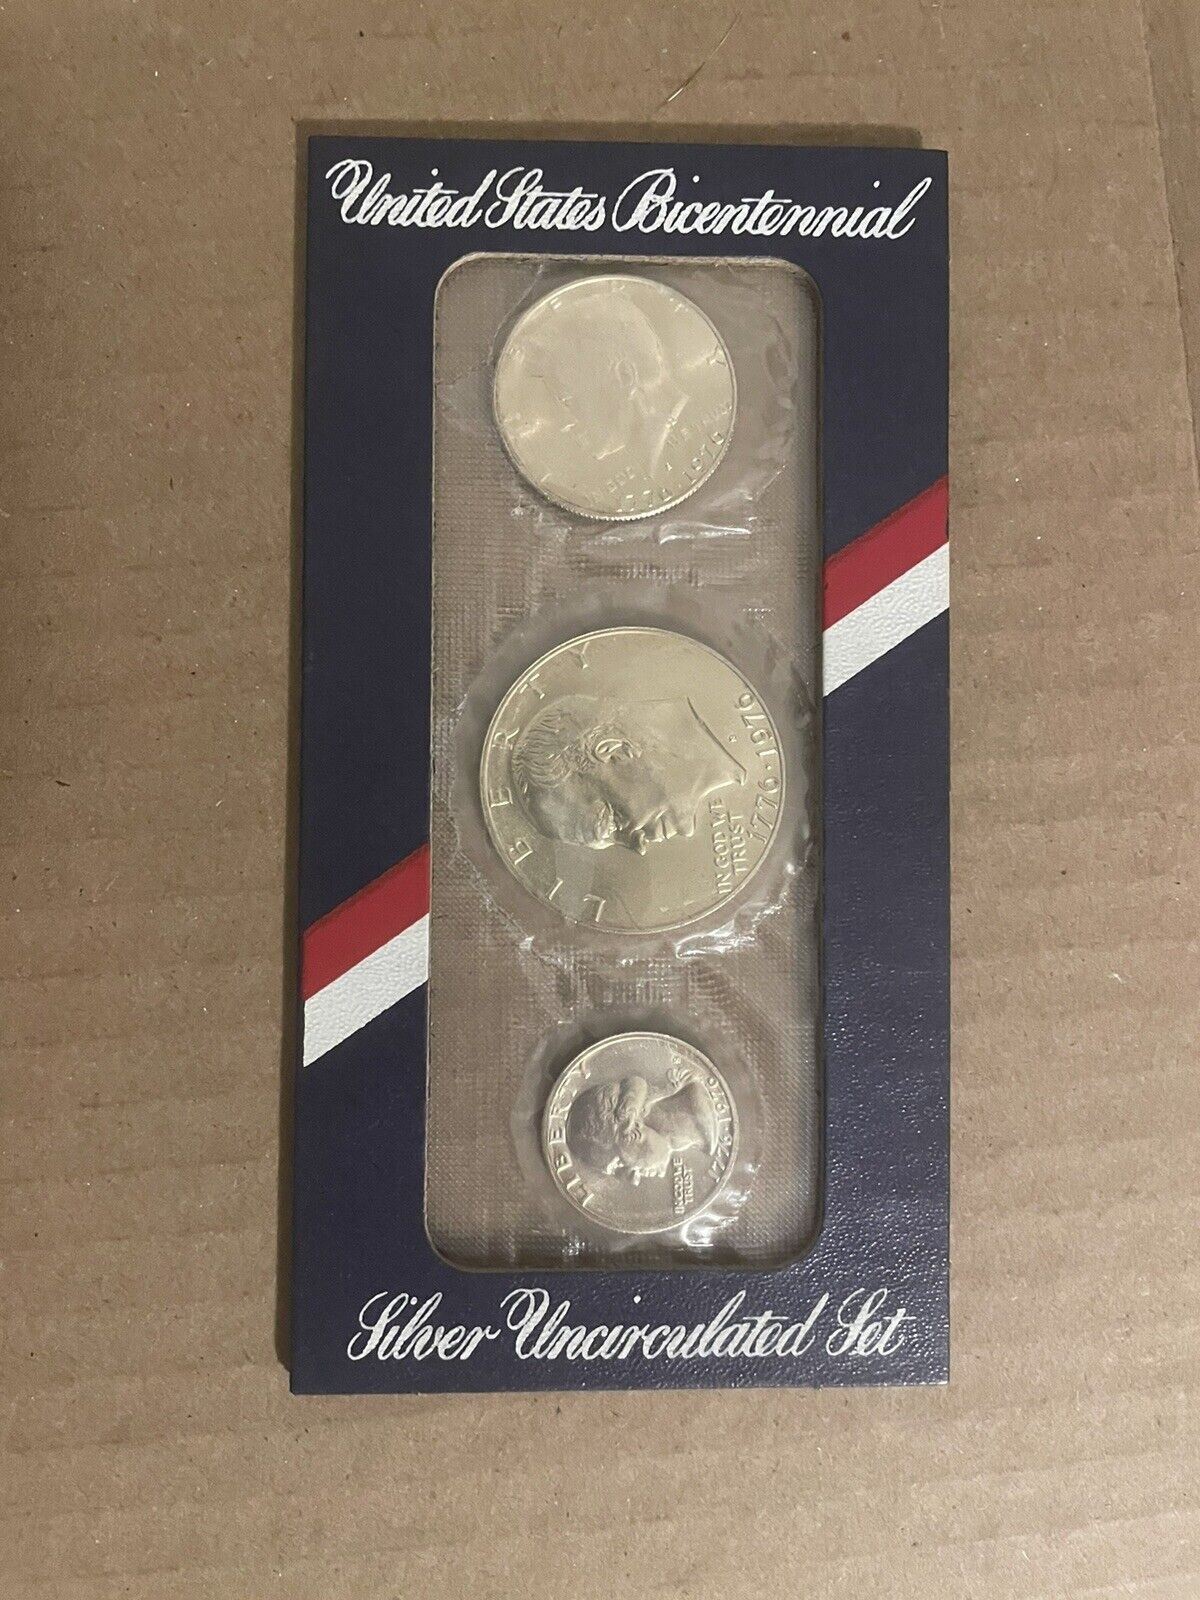 United States Bicentennial
LIBERTY
IN GOD WE
TRUST
1776·1976
LIBERTY
IN GOD WE
TRUST
1776·1976
Silver Uncirculated Set